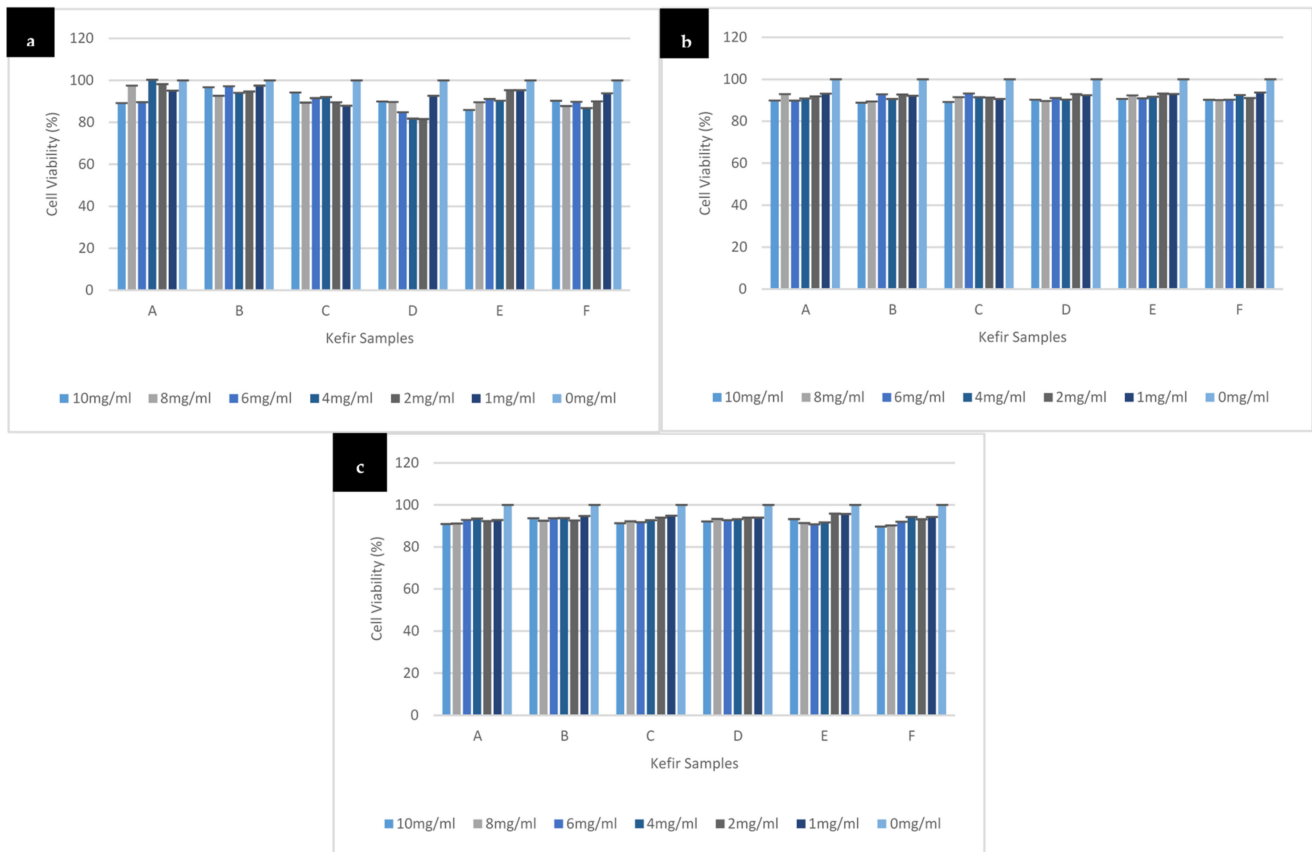 a
120
100
80
60
40
20
0
Cell Viability (%)
A B C D E F
Kefir Samples
10mg/ml 8mg/ml 6mg/ml 4mg/ml 2mg/ml 1mg/ml 0mg/ml
b
120
100
80
60
40
20
0
Cell Viability (%)
A B C D E F
Kefir Samples
10mg/ml 8mg/ml 6mg/ml 4mg/ml 2mg/ml 1mg/ml 0mg/ml
c
120
100
80
60
40
20
0
Cell Viability (%)
A B C D E F
Kefir Samples
10mg/ml 8mg/ml 6mg/ml 4mg/ml 2mg/ml 1mg/ml 0mg/ml